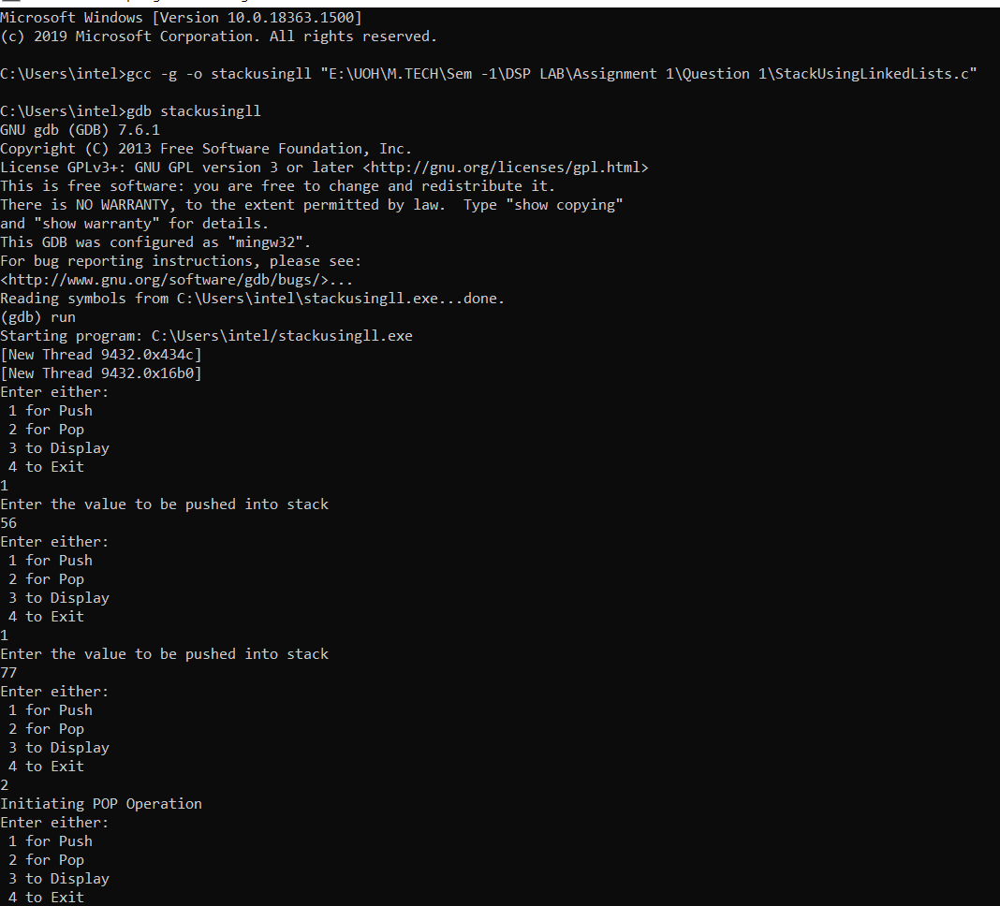 Microsoft Windows [Version 10.0.18363.1500]
(c) 2019 Microsoft Corporation. All rights reserved.
C:\Users\intel>gcc -g -o stackusingll "E:\UOH\M.TECH\Sem -1\DSP LAB\Assignment 1\Question 1\StackUsingLinkedLists.c"
C:\Users\intel>gdb stackusingll
GNU gdb (GDB) 7.6.1
Copyright (C) 2013 Free Software Foundation, Inc.
License GPLv3+: GNU GPL version 3 or later <http://gnu.org/licenses/gpl.html>
This is free software: you are free to change and redistribute it.
There is NO WARRANTY, to the extent permitted by law.  Type "show copying"
and "show warranty" for details.
This GDB was configured as "mingw32".
For bug reporting instructions, please see:
<http://www.gnu.org/software/gdb/bugs/>...
Reading symbols from C:\Users\intel\stackusingll.exe...done.
(gdb) run
Starting program: C:\Users\intel/stackusingll.exe
[New Thread 9432.0x434c]
[New Thread 9432.0x16b0]
Enter either:
 1 for Push
 2 for Pop
 3 to Display
 4 to Exit
1
Enter the value to be pushed into stack
56
Enter either:
 1 for Push
 2 for Pop
 3 to Display
 4 to Exit
1
Enter the value to be pushed into stack
77
Enter either:
 1 for Push
 2 for Pop
 3 to Display
 4 to Exit
2
Initiating POP Operation
Enter either:
 1 for Push
 2 for Pop
 3 to Display
 4 to Exit